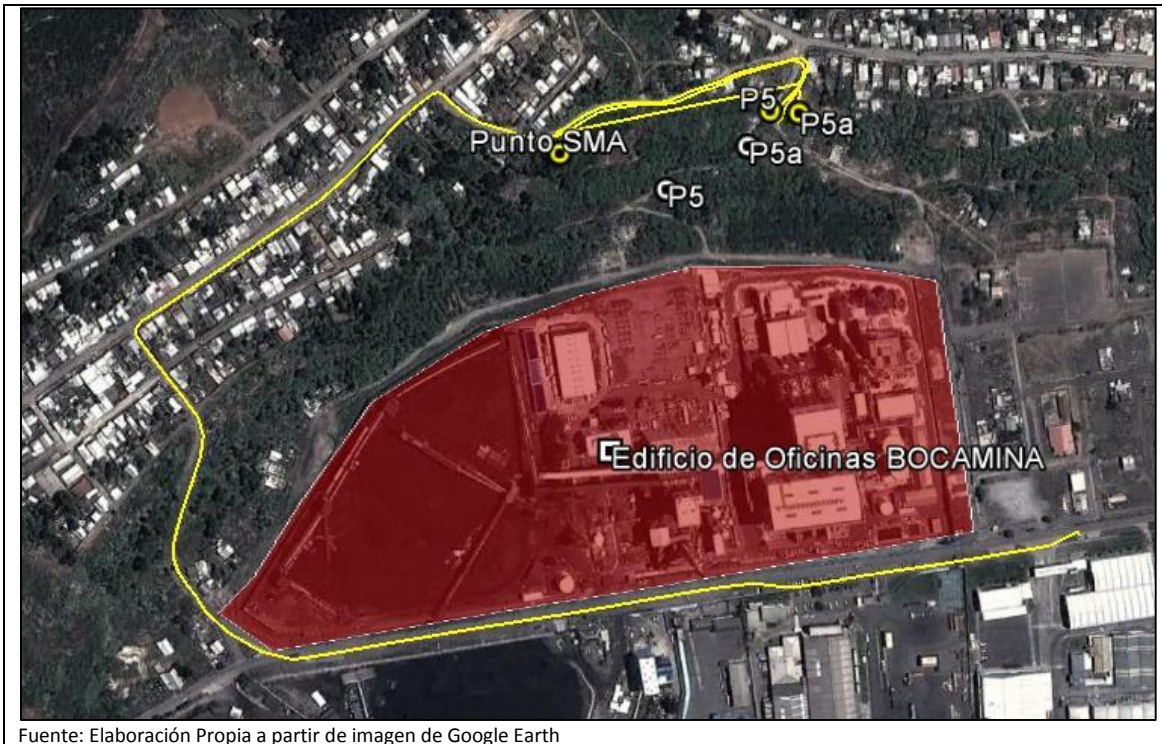 P5
P5a
Punto SMA
P5a
P5
Edificio de Oficinas BOCAMINA
Fuente: Elaboración Propia a partir de imagen de Google Earth